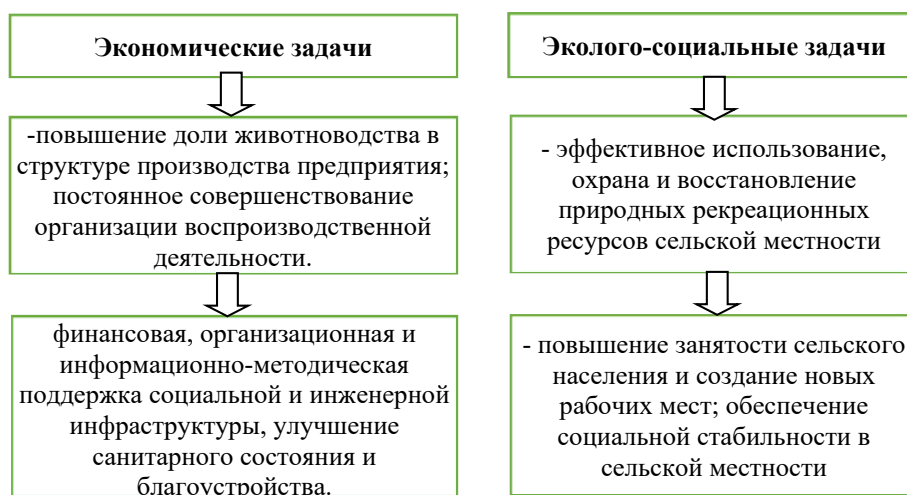 Экономические задачи
-повышение доли животноводства в
структуре производства предприятия;
постоянное совершенствование
организации воспроизводственной
деятельности.
финансовая, организационная и
информационно-методическая
поддержка социальной и инженерной
инфраструктуры, улучшение
санитарного состояния и
благоустройства.
Эколого-социальные задачи
- эффективное использование,
охрана и восстановление
природных рекреационных
ресурсов сельской местности
- повышение занятости сельского
населения и создание новых
рабочих мест; обеспечение
социальной стабильности в
сельской местности